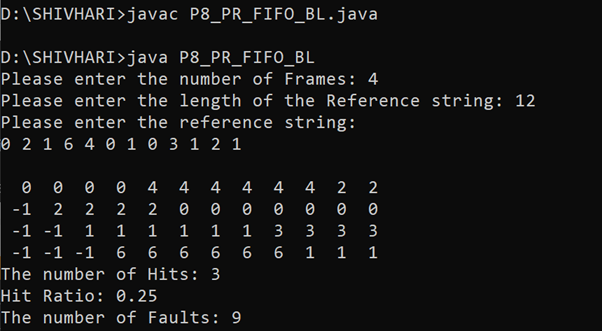 D:\SHIVHARI>javac P8_PR_FIFO_BL.java
D:\SHIVHARI>java P8_PR_FIFO_BL
Please enter the number of Frames: 4
Please enter the length of the Reference string: 12
Please enter the reference string:
0 2 1 6 4 0 1 0 3 1 2 1
0 0 0 0 4 4 4 4 4 4 2 2
-1 2 2 2 2 0 0 0 0 0 0 0
-1 -1 1 1 1 1 1 1 3 3 3 3
-1 -1 -1 6 6 6 6 6 6 1 1 1
The number of Hits: 3
Hit Ratio: 0.25
The number of Faults: 9